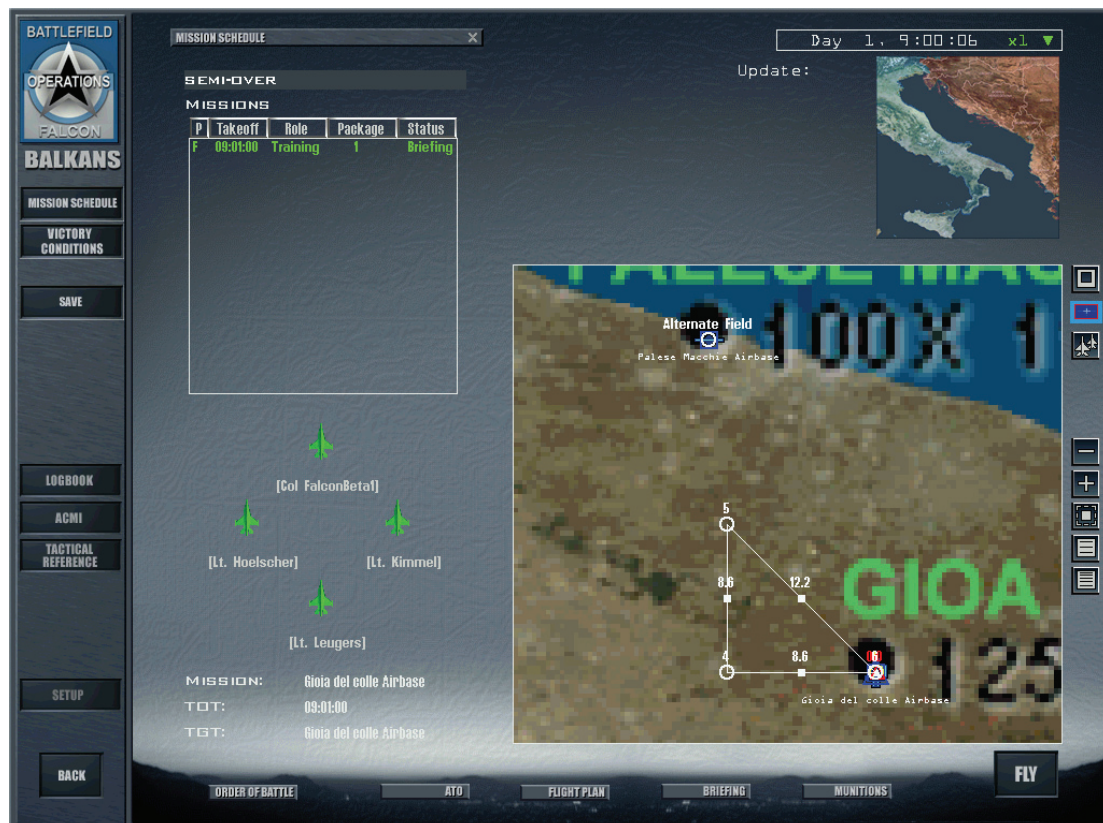 BATTLEFIELD
OPERATIONS
FALCON
BALKANS
MISSION SCHEDULE
VICTORY
CONDITIONS
SAVE
LOGBOOK
ACMI
TACTICAL
REFERENCE
SETUP
BACK
MISSION SCHEDULE
SEMI-OVER
MISSIONS
P Takeoff Role Package Status
F 09:01:00 Training 1 Briefing
[Col FalconBeta1]
[Lt. Hoelscher] [Lt. Kimmel]
[Lt. Leugers]
MISSION: Gioia del colle Airbase
TOT: 09:01:00
TGT: Gioia del colle Airbase
Day 1, 9:00:06 x1
Update:
PALESE MAC
Alternate Field
100X 1
Palese Macchie Airbase
5
8.6 12.2
GIOA
4 8.6 6
125
Gioia del colle Airbase
FLY
ORDER OF BATTLE ATO FLIGHT PLAN BRIEFING MUNITIONS